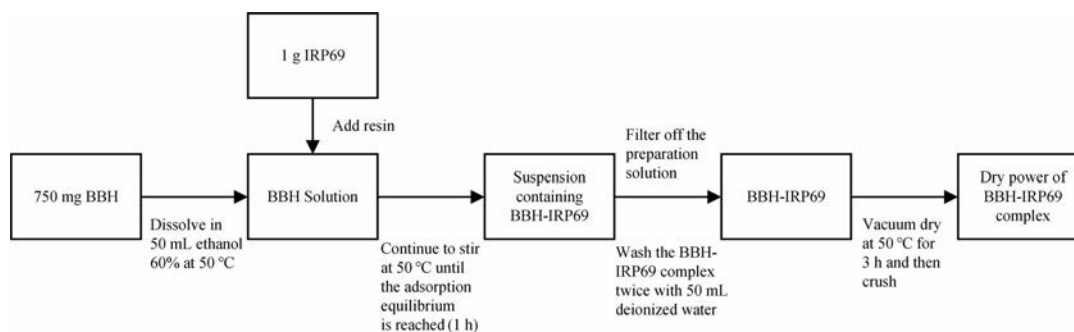 1 g IRP69
Add resin
750 mg BBH
Dissolve in
50 mL ethanol
60% at 50 ℃
BBH Solution
Continue to stir
at 50 ℃ until
the adsorption
equilibrium
is reached (1 h)
Suspension
containing
BBH-IRP69
Filter off the
preparation
solution
Wash the BBH-
IRP69 complex
twice with 50 mL
deionized water
BBH-IRP69
Vacuum dry
at 50 ℃ for
3 h and then
crush
Dry power of
BBH-IRP69
complex